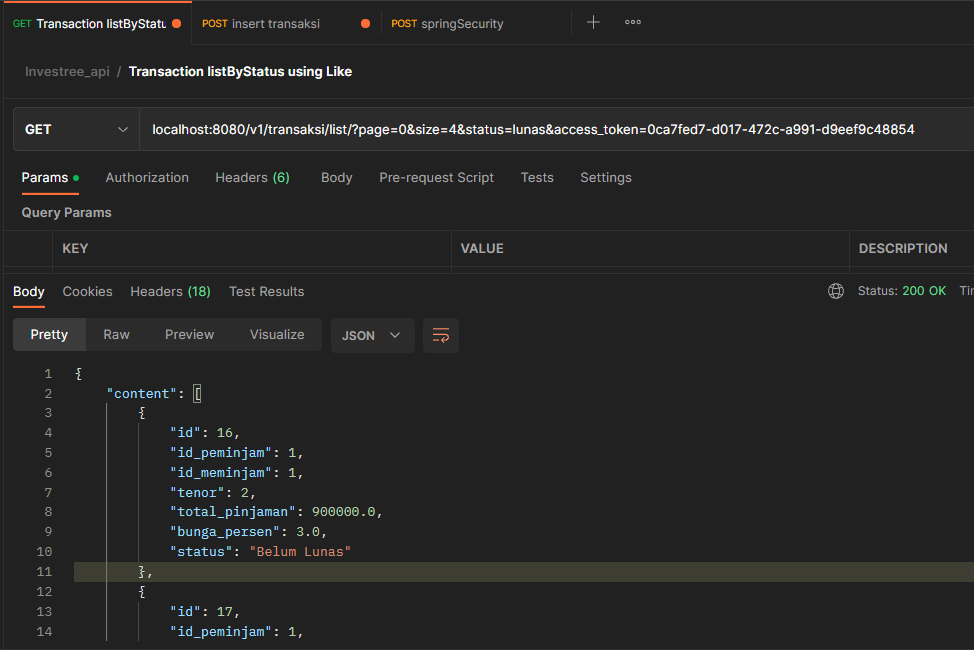 GET Transaction listByStatu POST insert transaksi POST springSecurity
Investree_api / Transaction listByStatus using Like
GET localhost:8080/v1/transaksi/list/?page=0&size=4&status=lunas&access_token=0ca7fed7-d017-472c-a991-d9eef9c48854
Params Authorization Headers (6) Body Pre-request Script Tests Settings
Query Params
KEY VALUE DESCRIPTION
Body Cookies Headers (18) Test Results Status: 200 OK Tir
Pretty Raw Preview Visualize JSON
1 {
2 "content": [
3 {
4 "id": 16,
5 "id_peminjam": 1,
6 "id_meminjam": 1,
7 "tenor": 2,
8 "total_pinjaman": 900000.0,
9 "bunga_persen": 3.0,
10 "status": "Belum Lunas"
11 },
12 {
13 "id": 17,
14 "id_peminjam": 1,